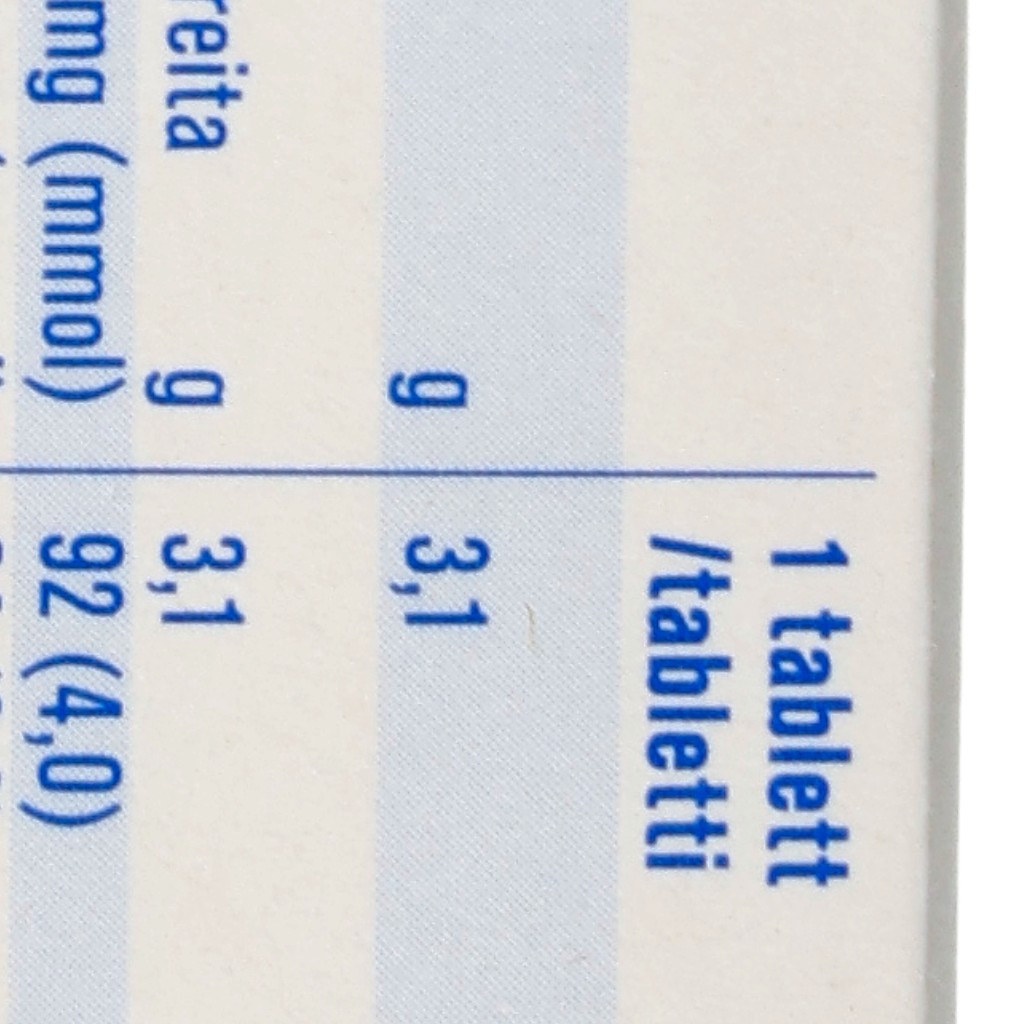 1 tablett
/tabletti
g 3,1
reita g 3,1
mg (mmol) 92 (4,0)